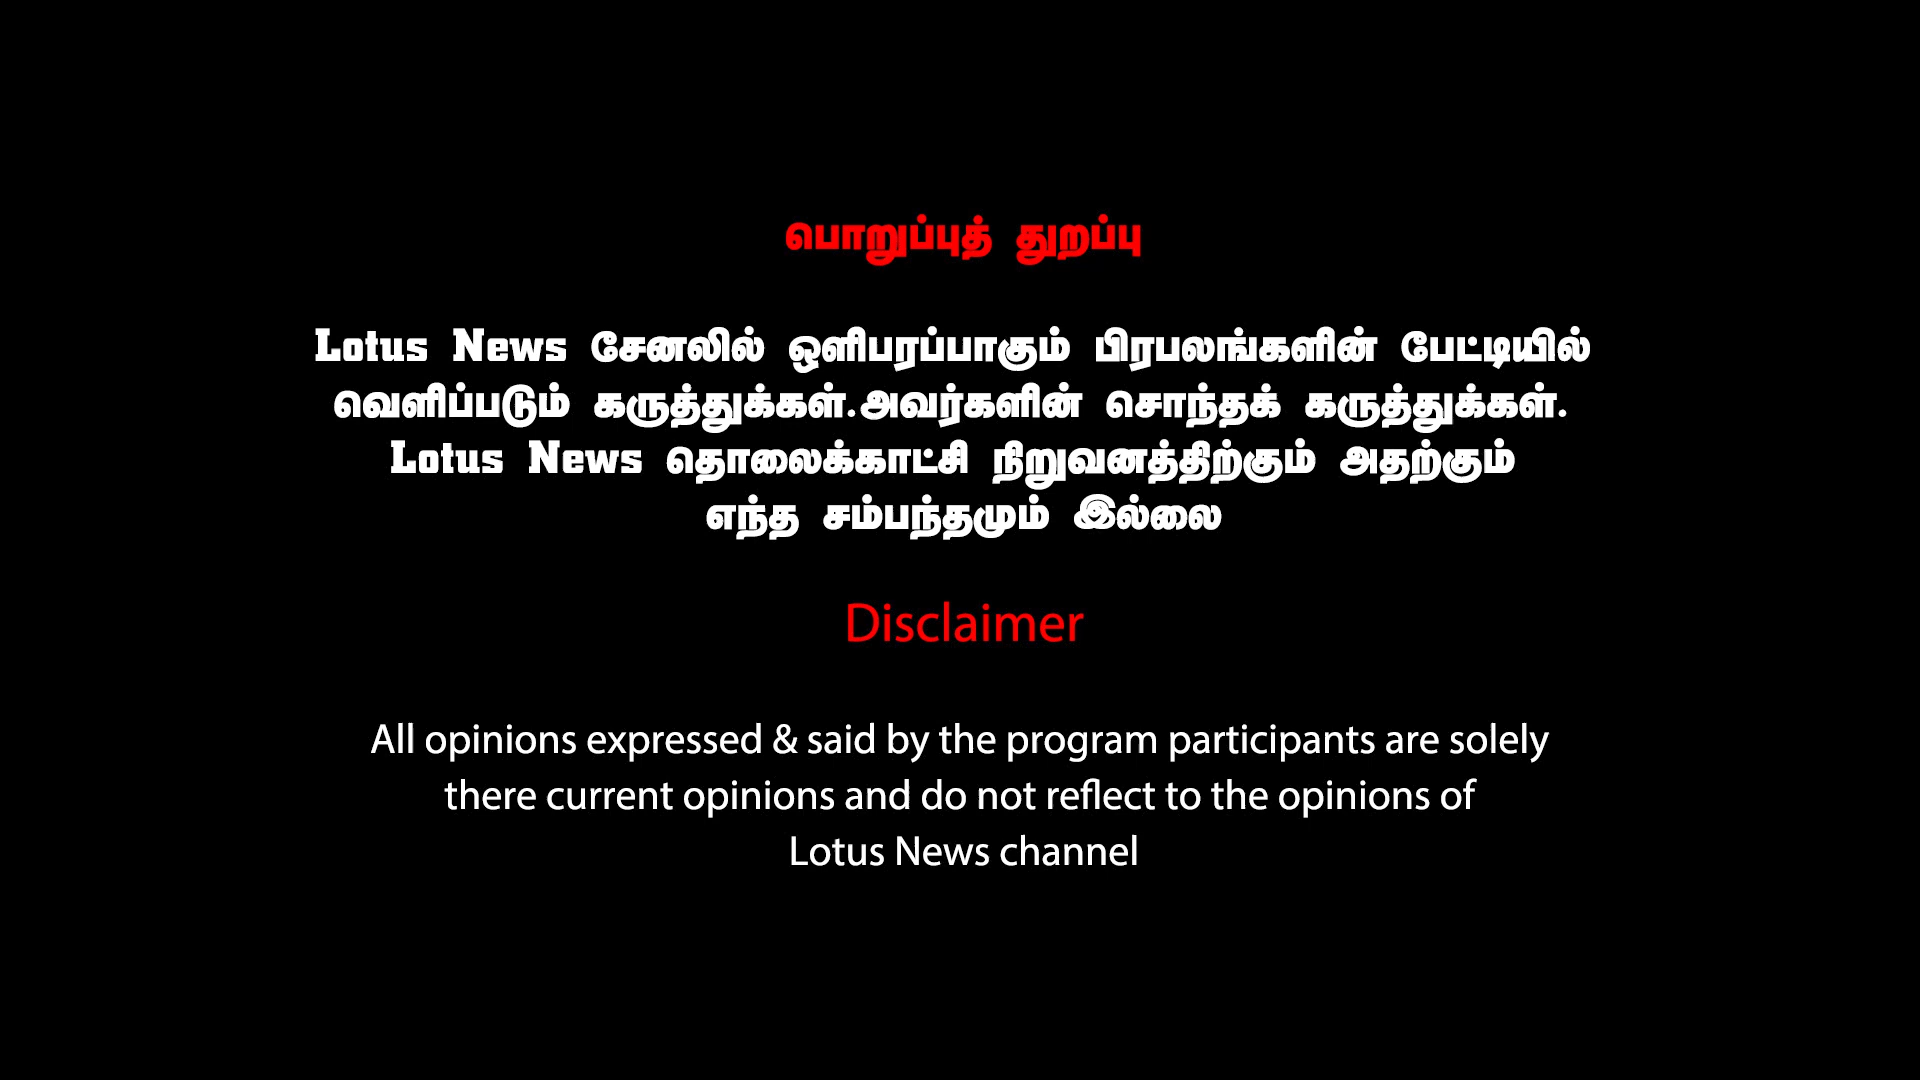 பொறுப்புத் துறப்பு
Lotus News சேனலில் ஒளிபரப்பாகும் பிரபலங்களின் பேட்டியில்
வெளிப்படும் கருத்துக்கள்.அவர்களின் சொந்தக் கருத்துக்கள்.
Lotus News தொலைக்காட்சி நிறுவனத்திற்கும் அதற்கும்
எந்த சம்பந்தமும் இல்லை
Disclaimer
All opinions expressed & said by the program participants are solely
there current opinions and do not reflect to the opinions of
Lotus News channel